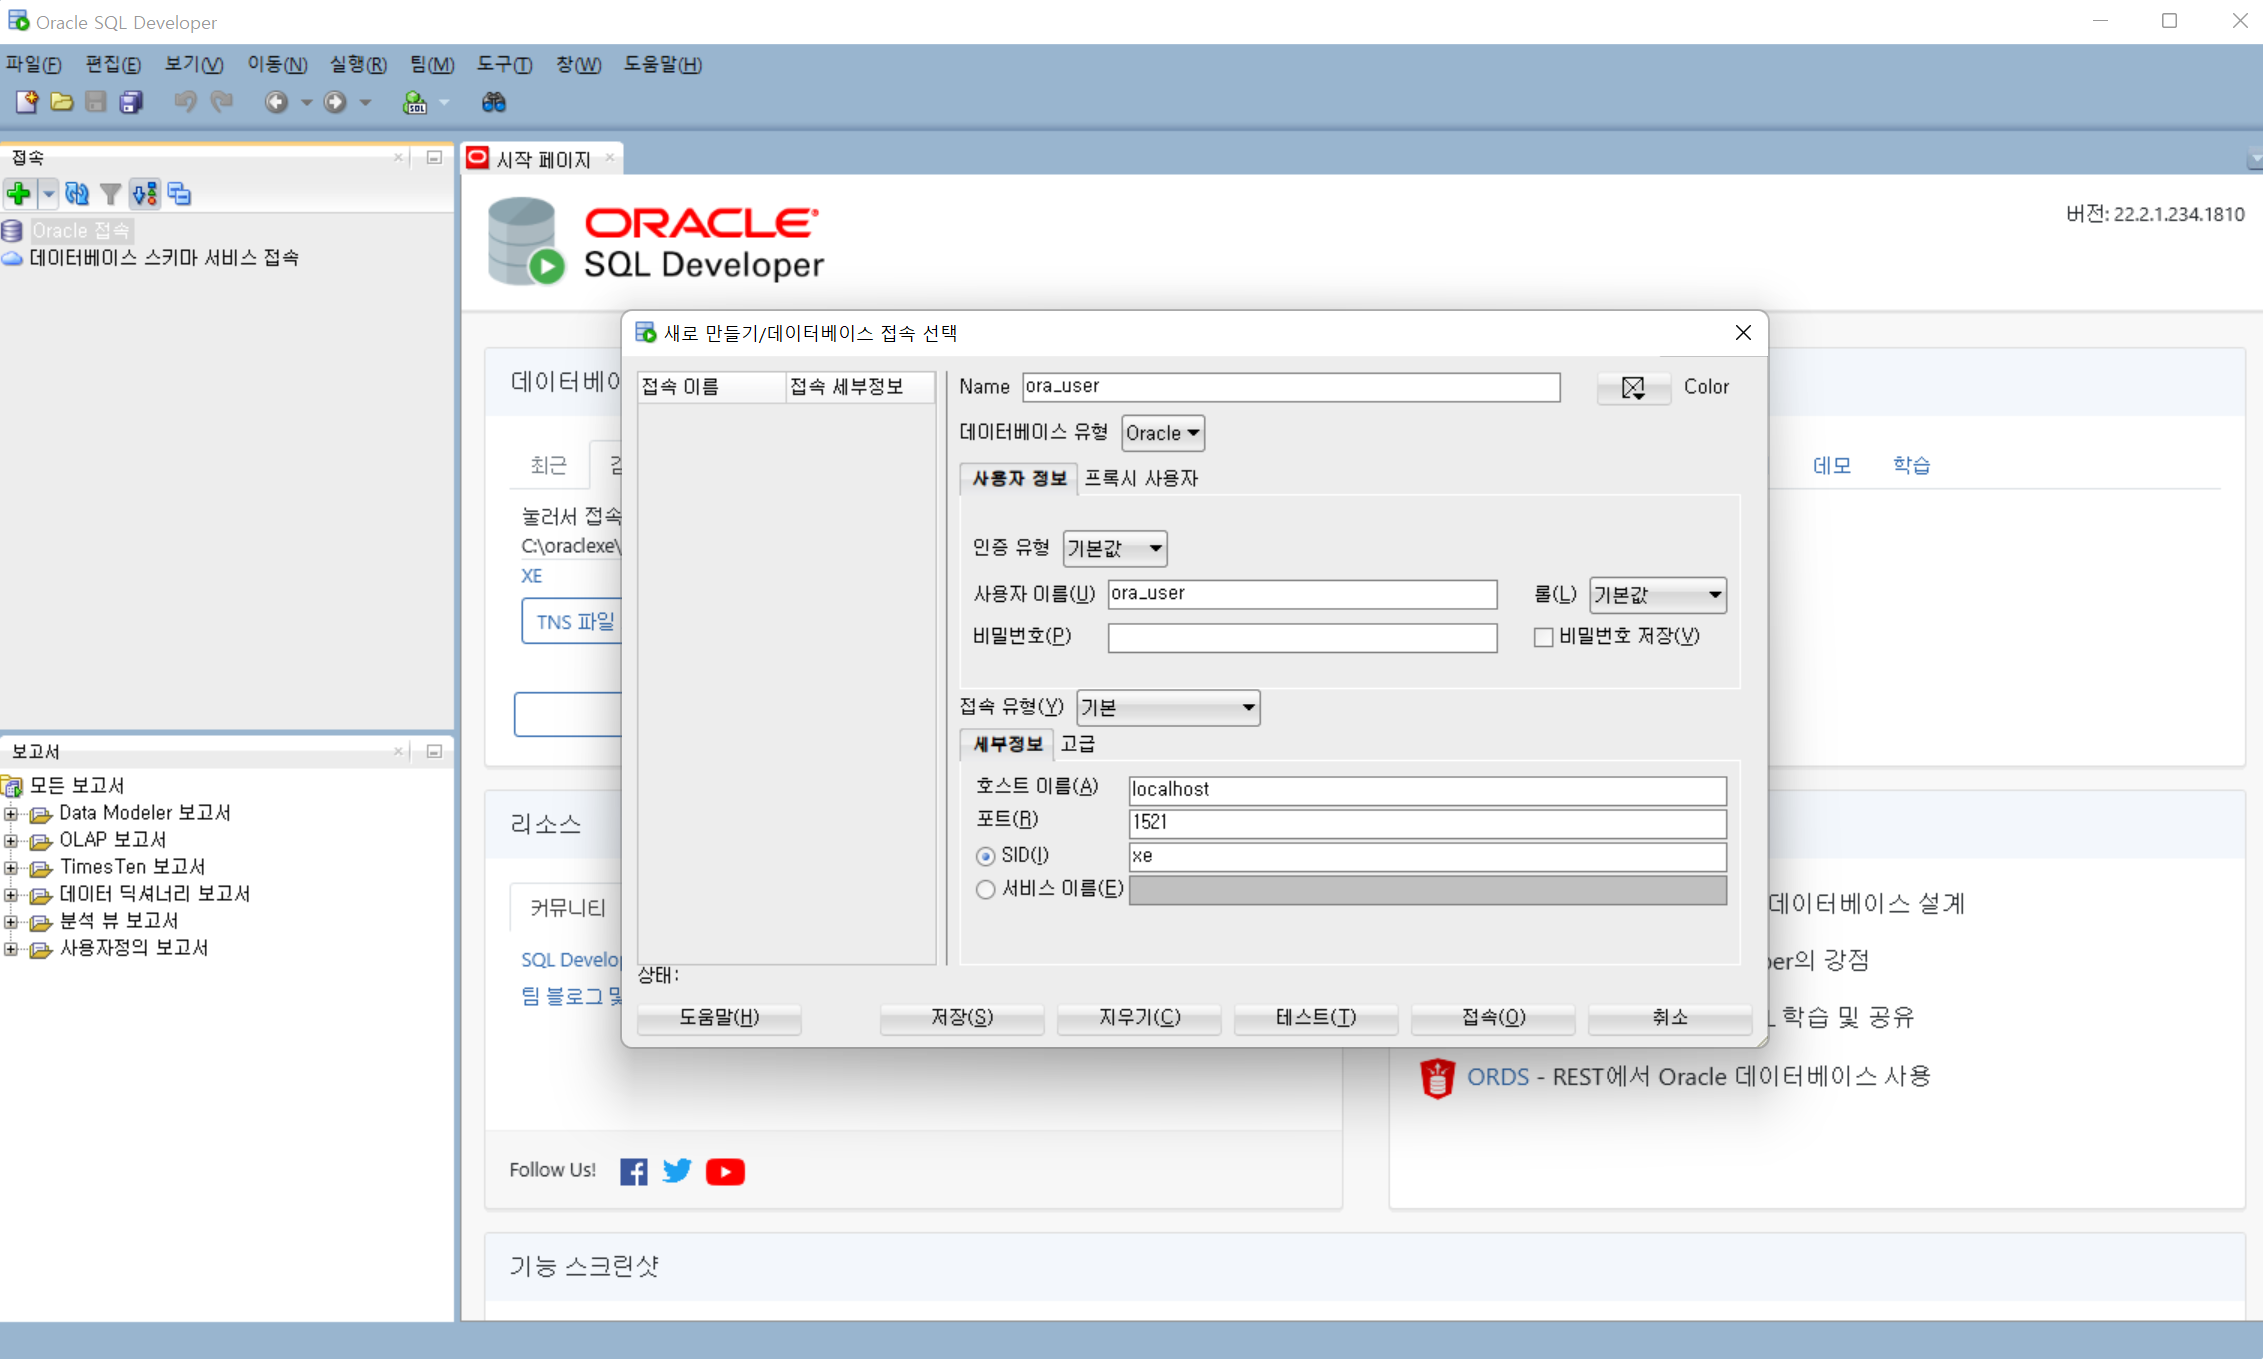 Oracle SQL Developer
파일(F) 편집(E) 보기(V) 이동(N) 실행(R) 팀(M) 도구(T) 창(W) 도움말(H)
접속
Oracle 접속
데이터베이스 스키마 서비스 접속
보고서
모든 보고서
Data Modeler 보고서
OLAP 보고서
TimesTen 보고서
데이터 딕셔너리 보고서
분석 뷰 보고서
사용자정의 보고서
시작 페이지
ORACLE
SQL Developer
버전: 22.2.1.234.1810
데이터베이
최근
데모 학습
눌러서 접속
C:\oraclexe\
XE
TNS 파일
리소스
커뮤니티
SQL Develop
팀 블로그 및
데이터베이스 설계
per의 강점
학습 및 공유
ORDS - REST에서 Oracle 데이터베이스 사용
Follow Us!
기능 스크린샷
새로 만들기/데이터베이스 접속 선택
접속 이름 접속 세부정보
Name ora_user Color
데이터베이스 유형 Oracle
사용자 정보 프록시 사용자
인증 유형 기본값
사용자 이름(U) ora_user 롤(L) 기본값
비밀번호(P) 비밀번호 저장(V)
접속 유형(Y) 기본
세부정보 고급
호스트 이름(A) localhost
포트(R) 1521
SID(I) xe
서비스 이름(E)
상태:
도움말(H) 저장(S) 지우기(C) 테스트(T) 접속(O) 취소